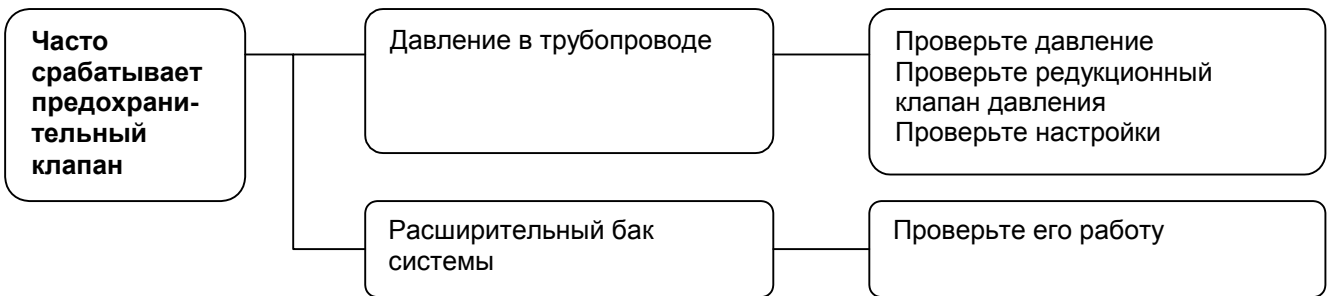 Часто
срабатывает
предохрани-
тельный
клапан
Давление в трубопроводе
Проверьте давление
Проверьте редукционный
клапан давления
Проверьте настройки
Расширительный бак
системы
Проверьте его работу